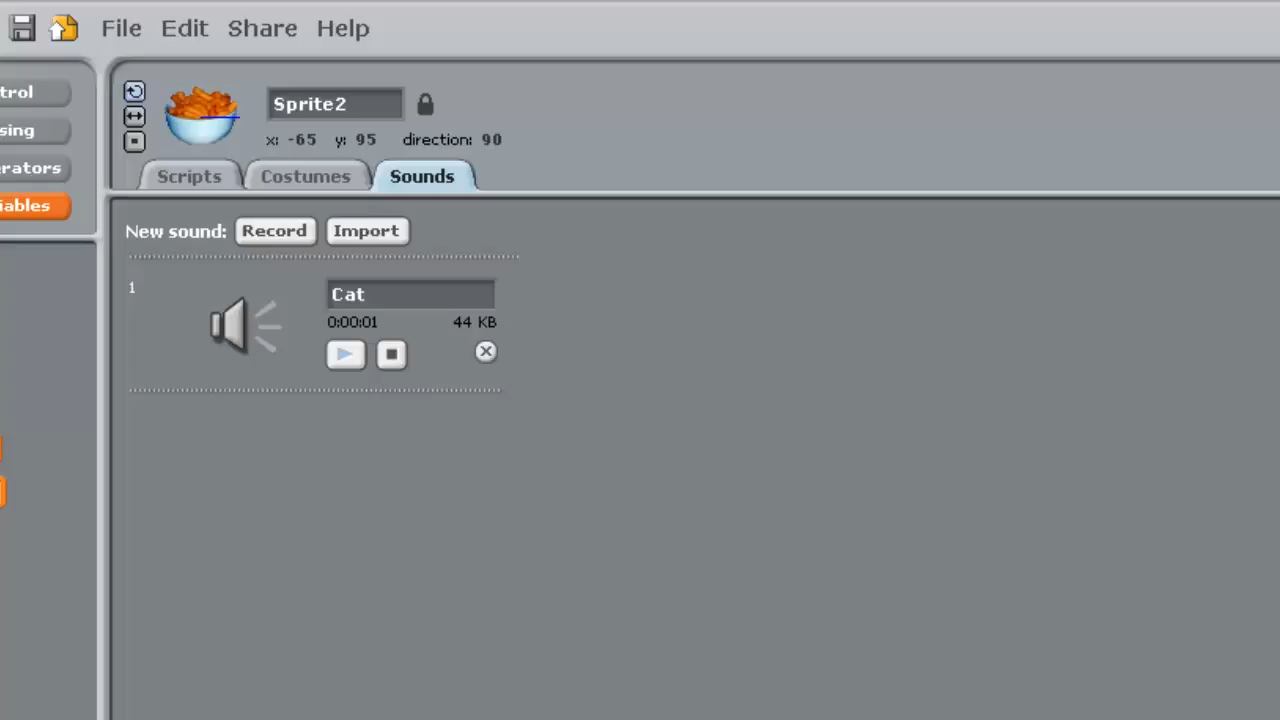 File Edit Share Help
trol
sing
erators
iables
Sprite2
x: -65 y: 95 direction: 90
Scripts Costumes Sounds
New sound: Record Import
1
Cat
0:00:01 44 KB